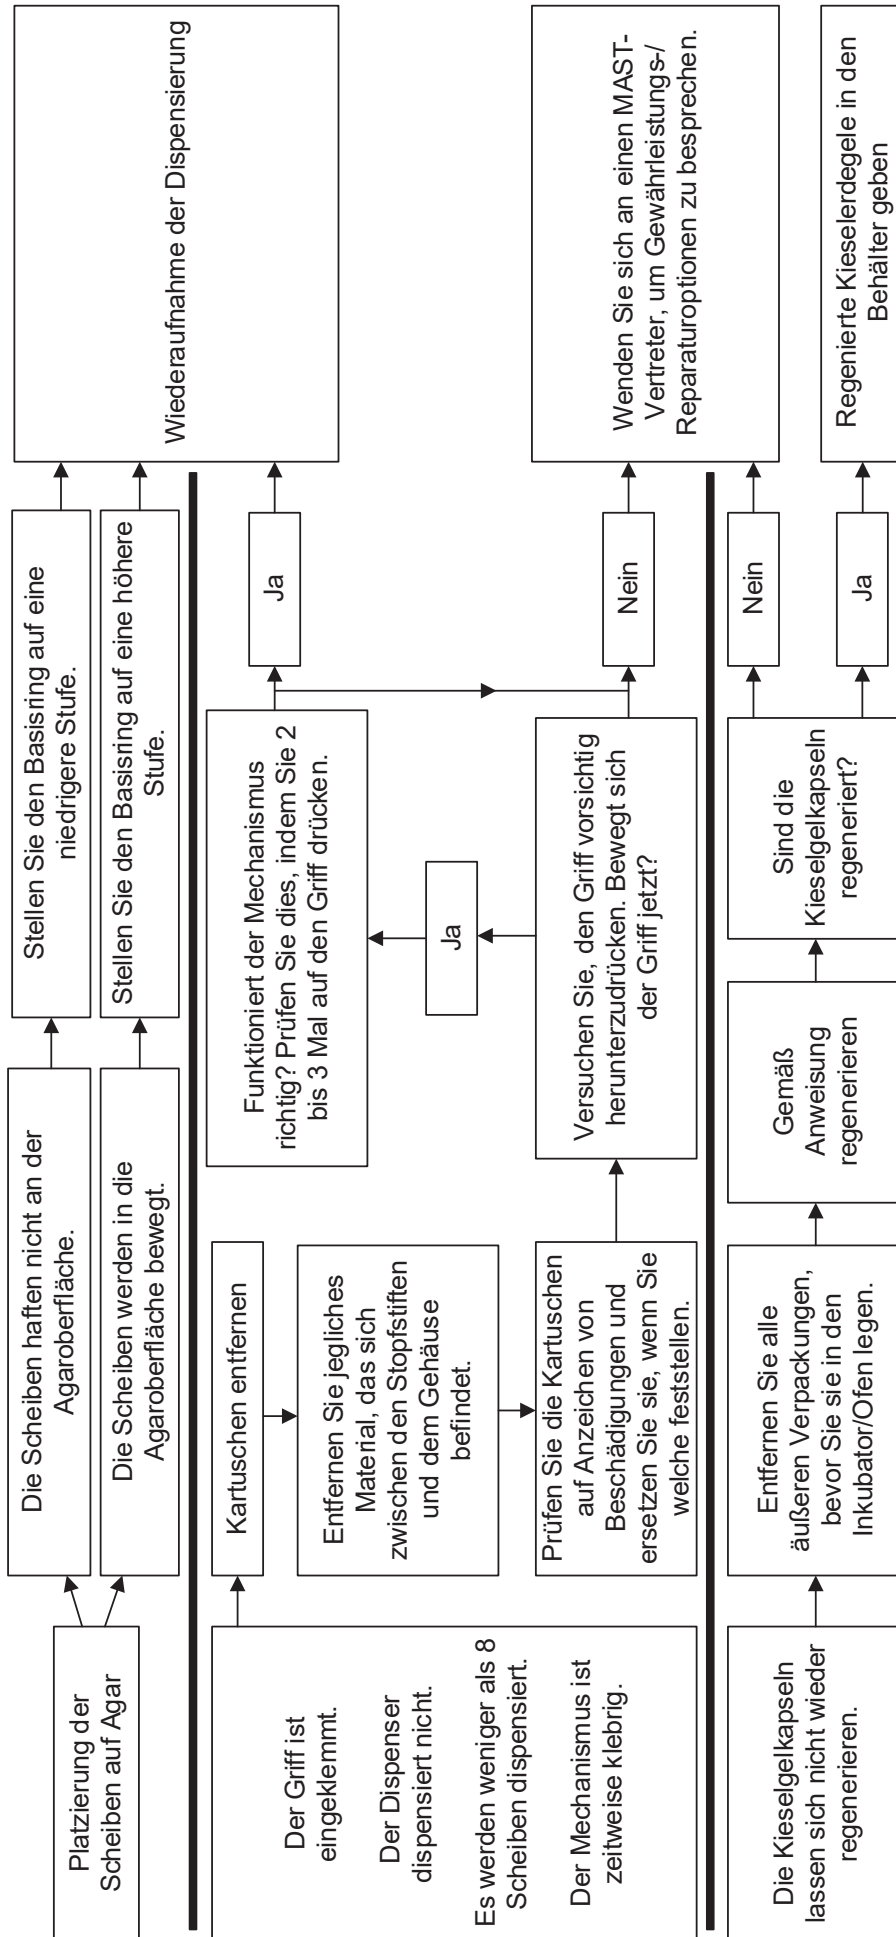 Platzierung der
Scheiben auf Agar
Die Scheiben haften nicht an der
Agaroberfläche.
Stellen Sie den Basisring auf eine
niedrigere Stufe.
Die Scheiben werden in die
Agaroberfläche bewegt.
Stellen Sie den Basisring auf eine höhere
Stufe.
Wiederaufnahme der Dispensierung
Der Griff ist
eingeklemmt.
Der Dispenser
dispensiert nicht.
Es werden weniger als 8
Scheiben dispensiert.
Der Mechanismus ist
zeitweise klebrig.
Kartuschen entfernen
Entfernen Sie jegliches
Material, das sich
zwischen den Stopfstiften
und dem Gehäuse
befindet.
Prüfen Sie die Kartuschen
auf Anzeichen von
Beschädigungen und
ersetzen Sie sie, wenn Sie
welche feststellen.
Versuchen Sie, den Griff vorsichtig
herunterzudrücken. Bewegt sich
der Griff jetzt?
Ja
Funktioniert der Mechanismus
richtig? Prüfen Sie dies, indem Sie 2
bis 3 Mal auf den Griff drücken.
Ja
Nein
Wenden Sie sich an einen MAST-
Vertreter, um Gewährleistungs-/
Reparaturoptionen zu besprechen.
Die Kieselgelkapseln
lassen sich nicht wieder
regenerieren.
Entfernen Sie alle
äußeren Verpackungen,
bevor Sie sie in den
Inkubator/Ofen legen.
Gemäß
Anweisung
regenerieren
Sind die
Kieselgelkapseln
regeneriert?
Nein
Ja
Regenierte Kieselerdegele in den
Behälter geben